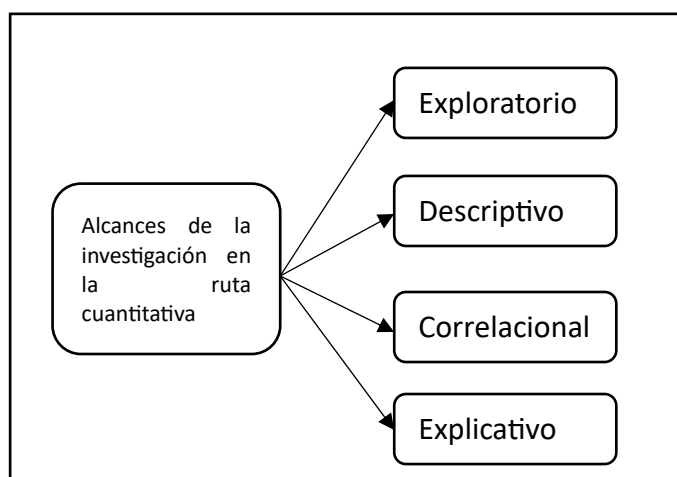 Alcances de la
investigación en
la ruta
cuantitativa
Exploratorio
Descriptivo
Correlacional
Explicativo